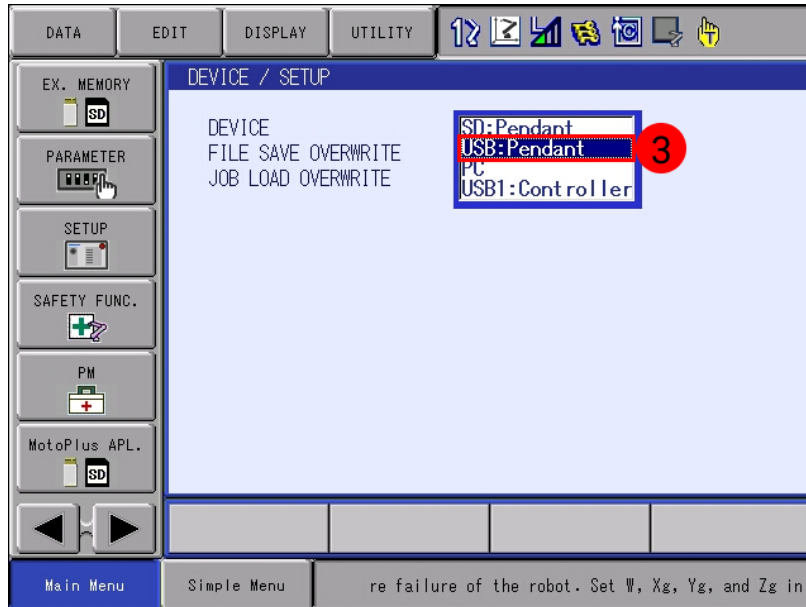 DATA EDIT DISPLAY UTILITY
EX. MEMORY
SD
PARAMETER
SETUP
SAFETY FUNC.
PM
MotoPlus APL.
SD
DEVICE / SETUP
DEVICE
FILE SAVE OVERWRITE
JOB LOAD OVERWRITE
SD:Pendant
USB:Pendant
PC
USB1:Controller
3
Main Menu Simple Menu re failure of the robot. Set W, Xg, Yg, and Zg in